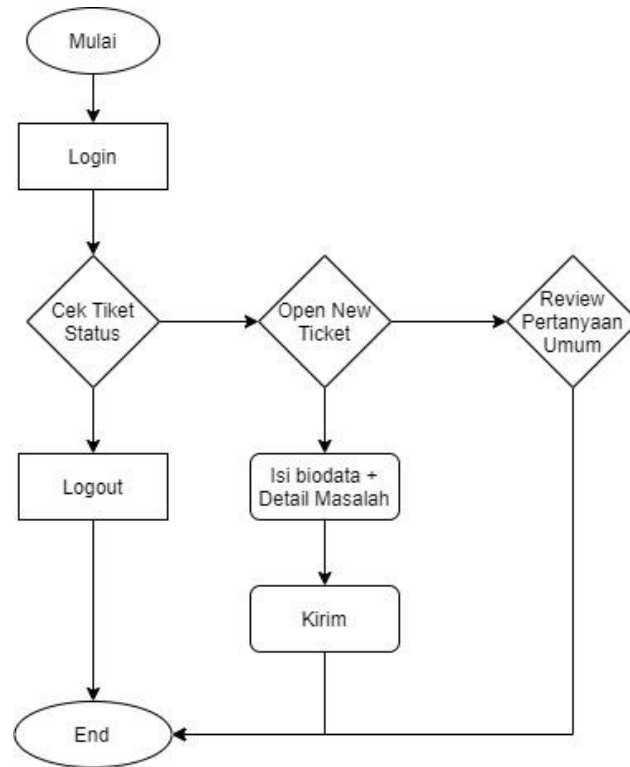 Mulai
Login
Cek Tiket
Status
Open New
Ticket
Review
Pertanyaan
Umum
Logout
Isi biodata +
Detail Masalah
Kirim
End